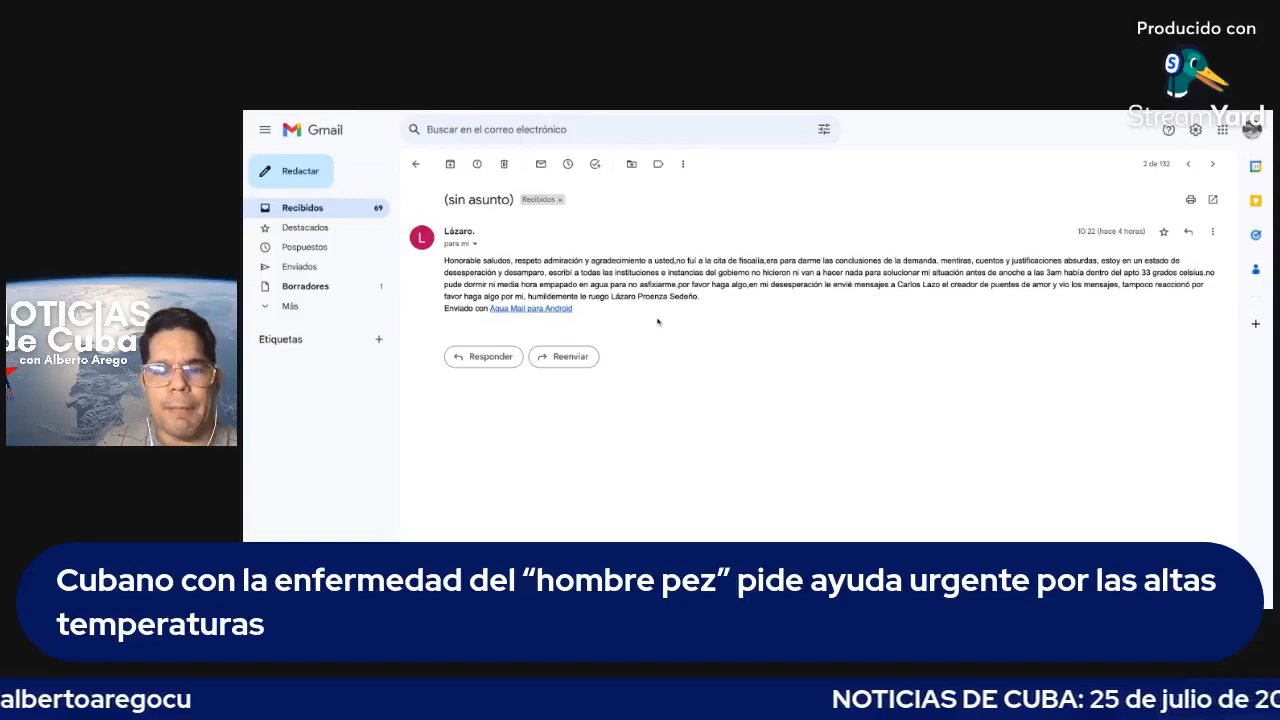 Producido con
StreamYard
Gmail
Buscar en el correo electrónico
Redactar
2 de 132
Recibidos 69
Destacados
Pospuestos
Enviados
Borradores 1
Más
Etiquetas
(sin asunto) Recibidos x
Lázaro.
para mi
10:22 (hace 4 horas)
Honorable saludos, respeto admiración y agradecimiento a usted,no fuí a la cita de fiscalía,era para darme las conclusiones de la demanda, mentiras, cuentos y justificaciones absurdas, estoy en un estado de
desesperación y desamparo. escribí a todas las instituciones e instancias del gobierno no hicieron ni van a hacer nada para solucionar mi situación antes de anoche a las 3am había dentro del apto 33 grados celsius,no
pude dormir ni media hora empapado en agua para no asfixiarme,por favor haga algo,en mi desesperación le envié mensajes a Carlos Lazo el creador de puentes de amor y vío los mensajes, tampoco reaccionó por
favor haga algo por mi, humildemente le ruego Lázaro Proenza Sedeño.
Enviado con Aqua Mail para Android
Responder
Reenviar
L
OTICIAS
de Cuba
con Alberto Arego
Cubano con la enfermedad del “hombre pez” pide ayuda urgente por las altas
temperaturas
albertoaregocu
NOTICIAS DE CUBA: 25 de julio de 20